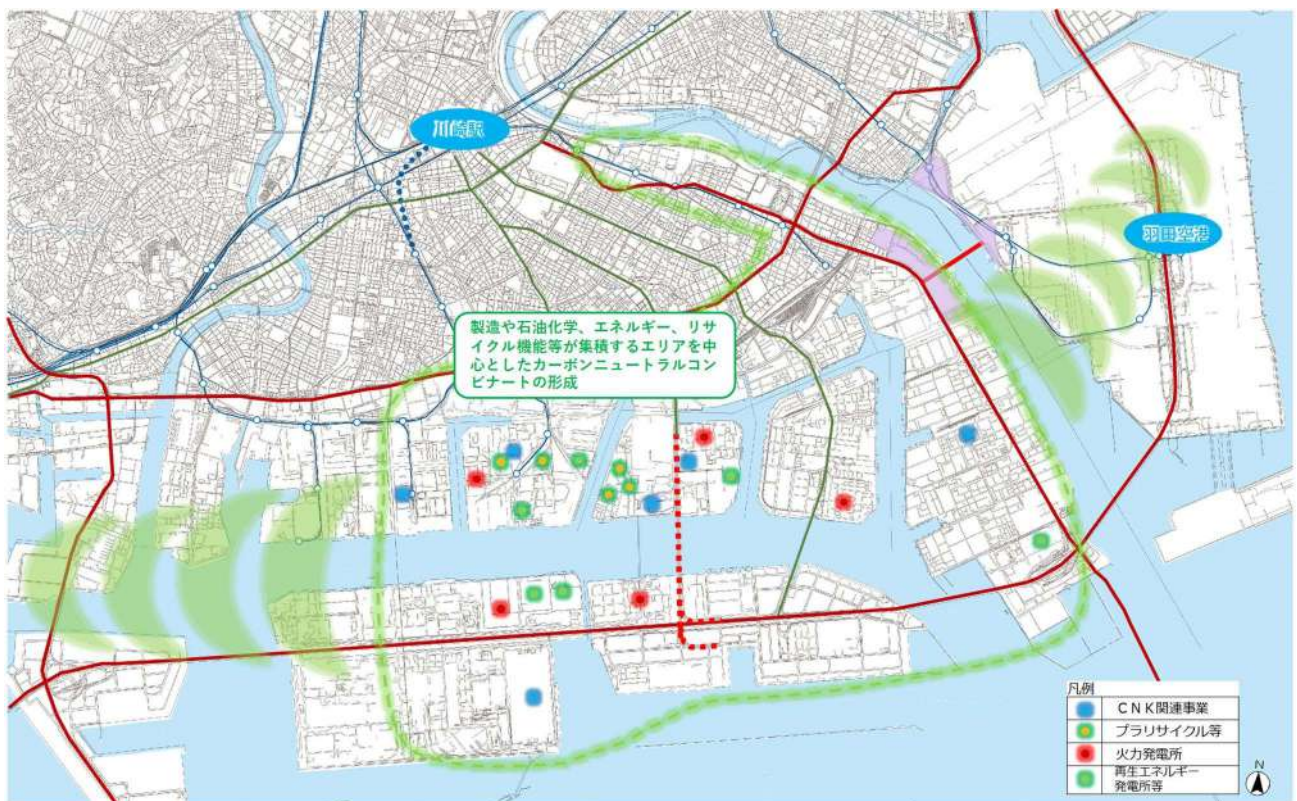 川崎駅
羽田空港
製造や石油化学、エネルギー、リサ
イクル機能等が集積するエリアを中
心としたカーボンニュートラルコン
ビナートの形成
凡例
CNK関連事業
プラリサイクル等
火力発電所
再生エネルギー
発電所等
N